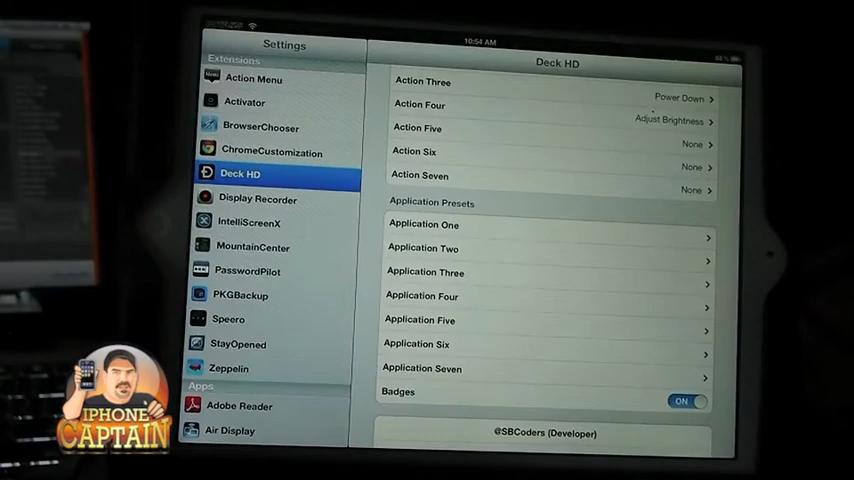 10:54 AM
Settings
Deck HD
Extensions
Action Menu
Activator
BrowserChooser
ChromeCustomization
Deck HD
Display Recorder
IntelliScreenX
MountainCenter
PasswordPilot
PKGBackup
Speero
StayOpened
Zeppelin
Apps
Adobe Reader
Air Display
Action Three
Power Down
Action Four
Adjust Brightness
Action Five
None
Action Six
None
Action Seven
None
Application Presets
Application One
Application Two
Application Three
Application Four
Application Five
Application Six
Application Seven
Badges
ON
@SBCoders (Developer)
IPHONE
CAPTAIN